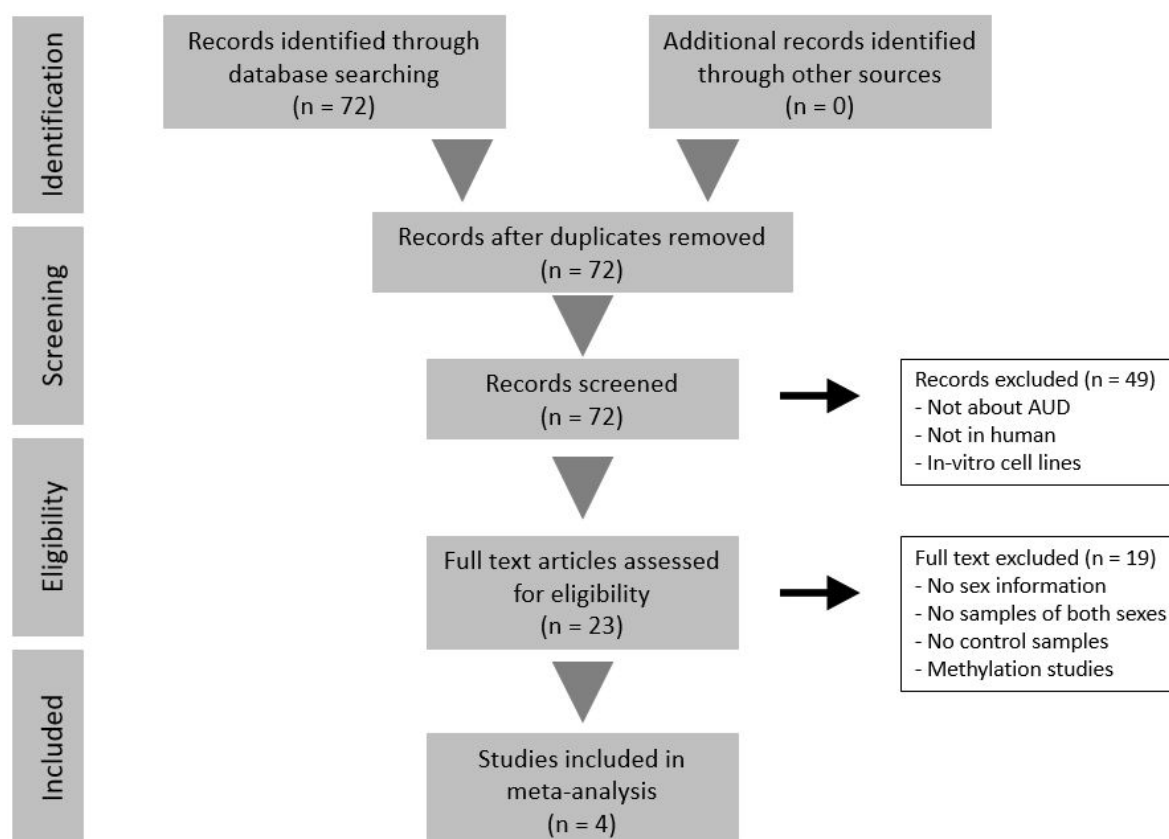 Identification
Records identified through
database searching
(n = 72)
Additional records identified
through other sources
(n = 0)
Screening
Records after duplicates removed
(n = 72)
Records screened
(n = 72)
Records excluded (n = 49)
- Not about AUD
- Not in human
- In-vitro cell lines
Eligibility
Full text articles assessed
for eligibility
(n = 23)
Full text excluded (n = 19)
- No sex information
- No samples of both sexes
- No control samples
- Methylation studies
Included
Studies included in
meta-analysis
(n = 4)